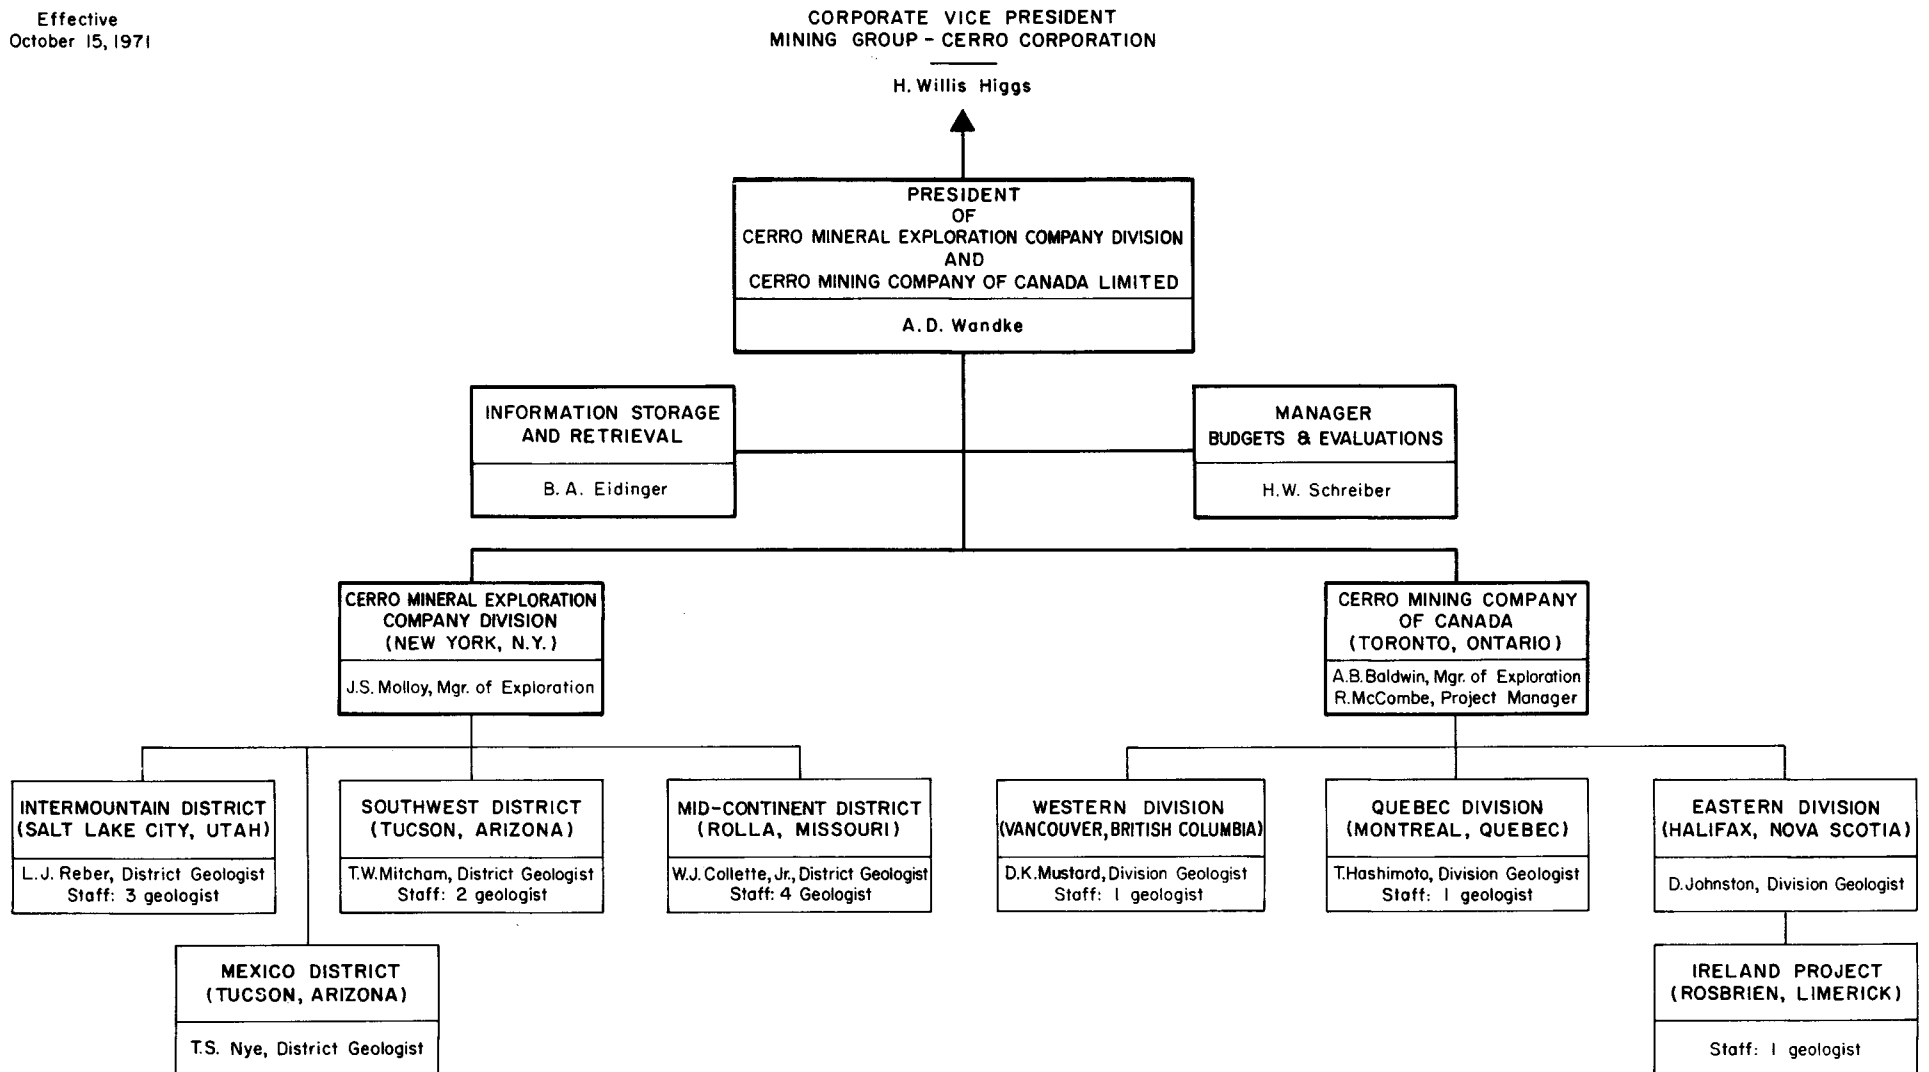 Effective
October 15, 1971
CORPORATE VICE PRESIDENT
MINING GROUP - CERRO CORPORATION
H. Willis Higgs
PRESIDENT
OF
CERRO MINERAL EXPLORATION COMPANY DIVISION
AND
CERRO MINING COMPANY OF CANADA LIMITED
A.D. Wandke
INFORMATION STORAGE
AND RETRIEVAL
B.A. Eidinger
MANAGER
BUDGETS & EVALUATIONS
H.W. Schreiber
CERRO MINERAL EXPLORATION
COMPANY DIVISION
(NEW YORK, N.Y.)
J.S. Molloy, Mgr. of Exploration
CERRO MINING COMPANY
OF CANADA
(TORONTO, ONTARIO)
A.B. Baldwin, Mgr. of Exploration
R. McCombe, Project Manager
INTERMOUNTAIN DISTRICT
(SALT LAKE CITY, UTAH)
L.J. Reber, District Geologist
Staff: 3 geologist
SOUTHWEST DISTRICT
(TUCSON, ARIZONA)
T.W. Mitcham, District Geologist
Staff: 2 geologist
MID-CONTINENT DISTRICT
(ROLLA, MISSOURI)
W.J. Collette, Jr., District Geologist
Staff: 4 Geologist
WESTERN DIVISION
(VANCOUVER, BRITISH COLUMBIA)
D.K. Mustard, Division Geologist
Staff: 1 geologist
QUEBEC DIVISION
(MONTREAL, QUEBEC)
T. Hashimoto, Division Geologist
Staff: 1 geologist
EASTERN DIVISION
(HALIFAX, NOVA SCOTIA)
D. Johnston, Division Geologist
MEXICO DISTRICT
(TUCSON, ARIZONA)
T.S. Nye, District Geologist
IRELAND PROJECT
(ROSBRIEN, LIMERICK)
Staff: 1 geologist